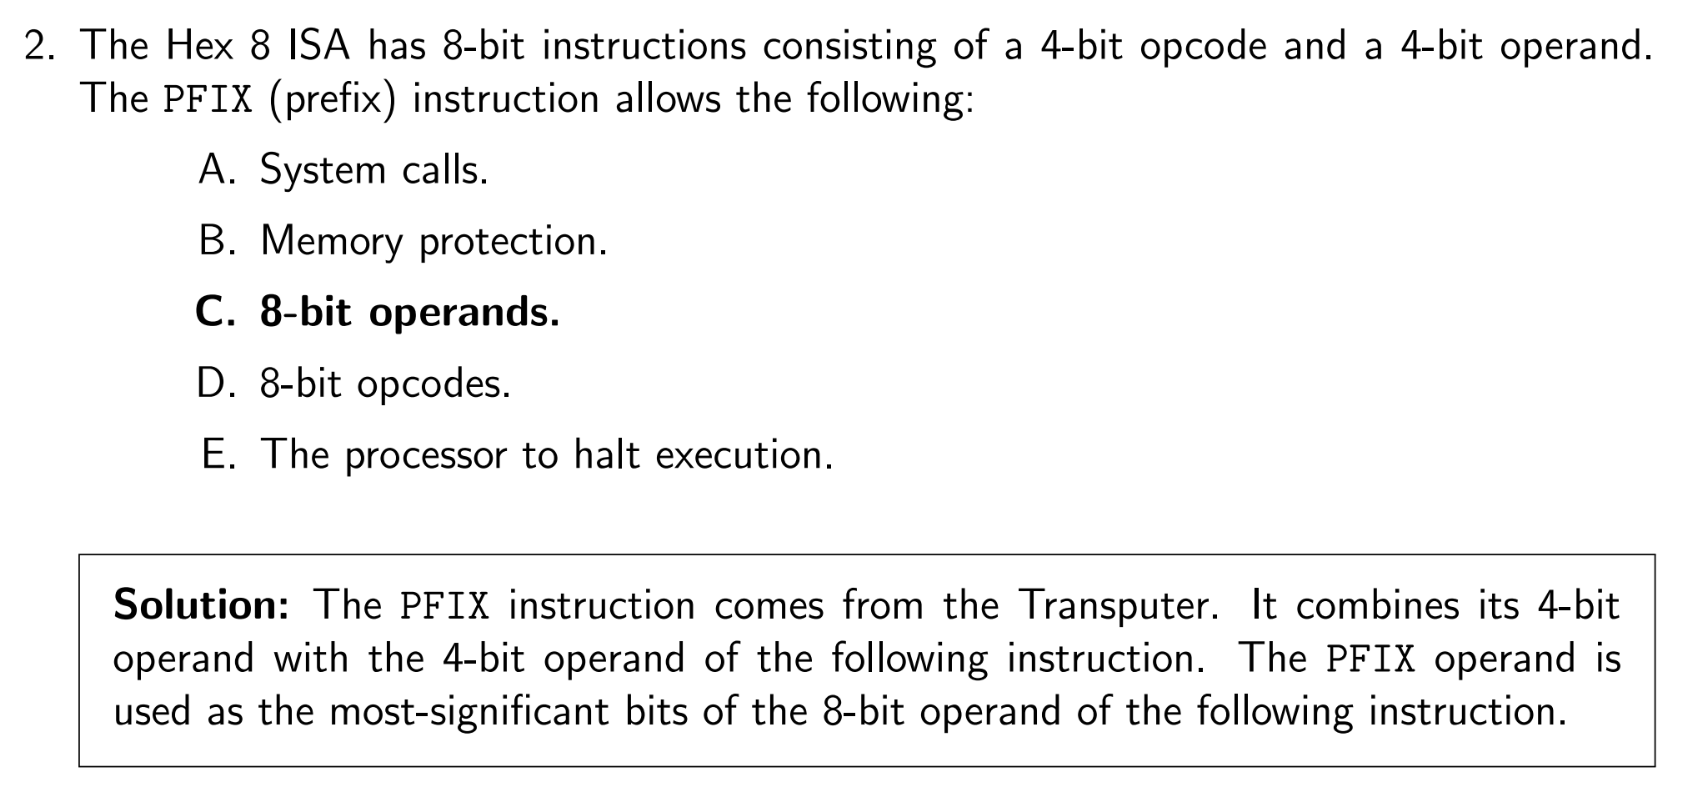 2. The Hex 8 ISA has 8-bit instructions consisting of a 4-bit opcode and a 4-bit operand.
The PFIX (prefix) instruction allows the following:
A. System calls.
B. Memory protection.
C. 8-bit operands.
D. 8-bit opcodes.
E. The processor to halt execution.
Solution: The PFIX instruction comes from the Transputer. It combines its 4-bit
operand with the 4-bit operand of the following instruction. The PFIX operand is
used as the most-significant bits of the 8-bit operand of the following instruction.